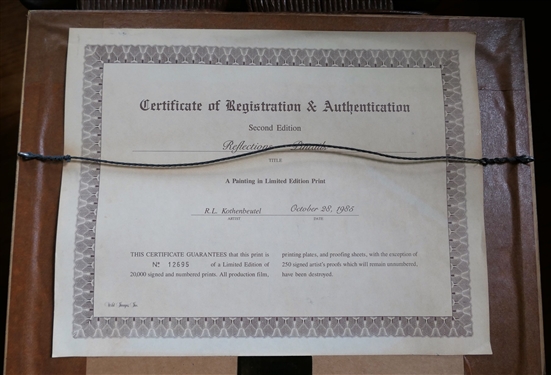 Certificate of Registration & Authentication
Second Edition
Reflections
TITLE
A Painting in Limited Edition Print
R.L. Kothenbeutel October 28, 1985
ARTIST DATE
THIS CERTIFICATE GUARANTEES that this print is
No 12695 of a Limited Edition of
20,000 signed and numbered prints. All production film,
printing plates, and proofing sheets, with the exception of
250 signed artist's proofs which will remain unnumbered,
have been destroyed.